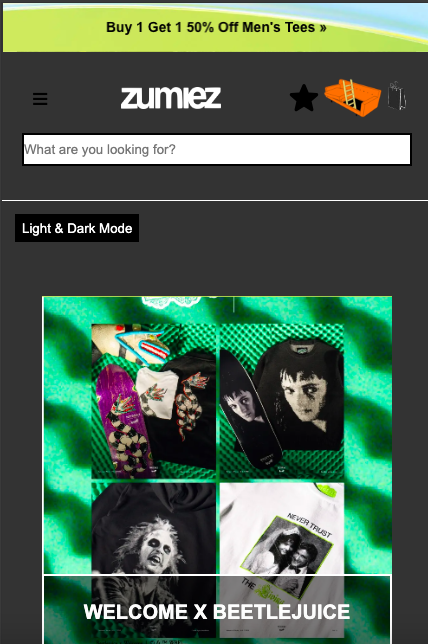 Buy 1 Get 1 50% Off Men's Tees »
zumiez
What are you looking for?
Light & Dark Mode
NEVER TRUST
THE
WELCOME X BEETLEJUICE